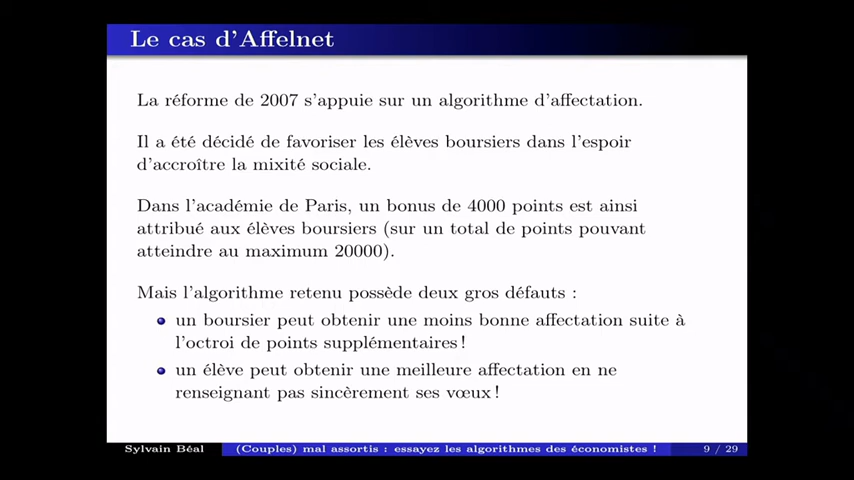 Le cas d'Affelnet
La réforme de 2007 s'appuie sur un algorithme d'affectation.
Il a été décidé de favoriser les élèves boursiers dans l'espoir
d'accroître la mixité sociale.
Dans l'académie de Paris, un bonus de 4000 points est ainsi
attribué aux élèves boursiers (sur un total de points pouvant
atteindre au maximum 20000).
Mais l'algorithme retenu possède deux gros défauts :
un boursier peut obtenir une moins bonne affectation suite à
l'octroi de points supplémentaires !
un élève peut obtenir une meilleure affectation en ne
renseignant pas sincèrement ses vœux !
Sylvain Béal (Couples) mal assortis : essayez les algorithmes des économistes ! 9 / 29